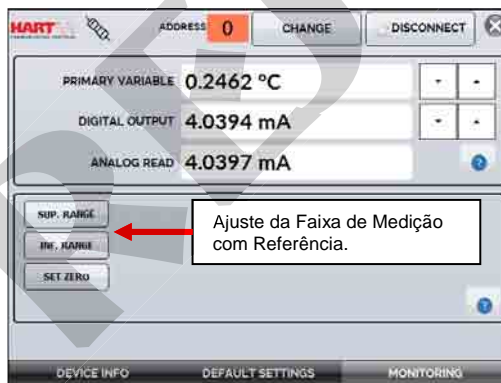 HART
ADDRESS 0 CHANGE DISCONNECT
PRIMARY VARIABLE 0.2462 °C
DIGITAL OUTPUT 4.0394 mA
ANALOG READ 4.0397 mA
SUP. RANGE
INF. RANGE
SET ZERO
Ajuste da Faixa de Medição
com Referência.
DEVICE INFO DEFAULT SETTINGS MONITORING